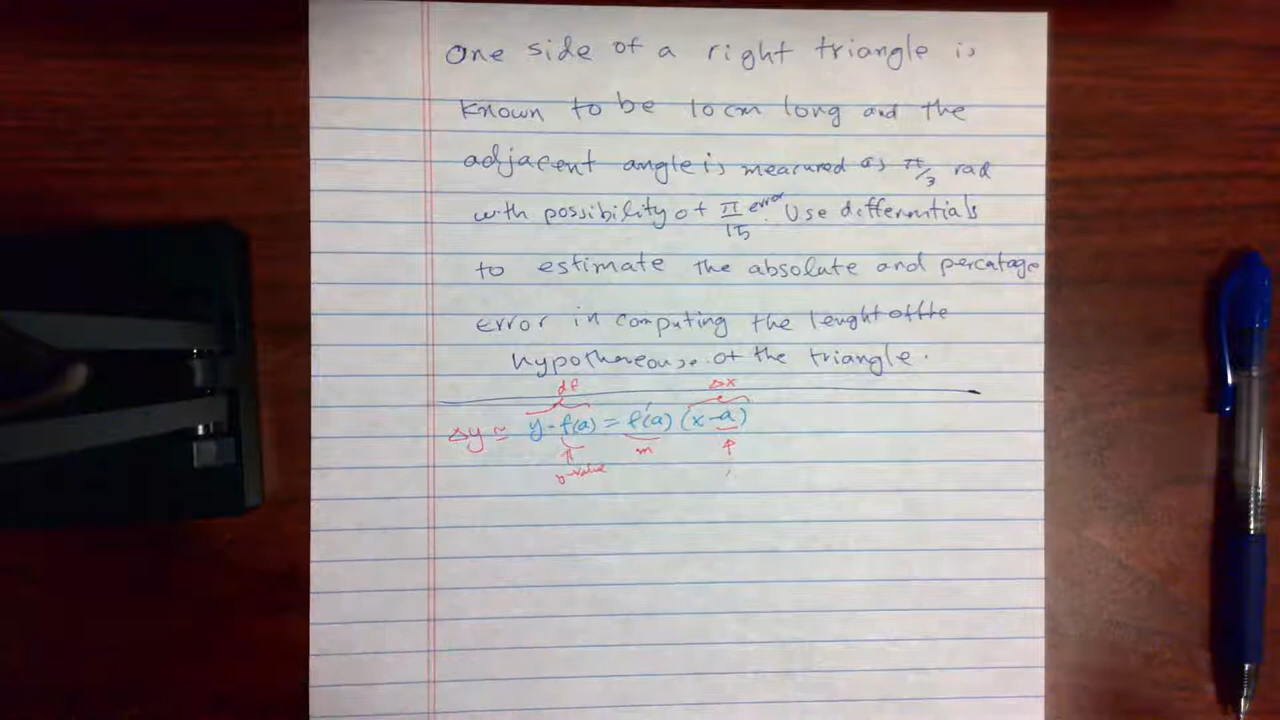 One side of a right triangle is
known to be 10cm long and the
adjacent angle is meacured as π/3 rad
with possibility of π/15 error. Use differentials
to estimate the absolute and percatage
error in computing the lenght of the
hypotheneouse of the triangle.
df Δx
Δy ≃ y-f(a) = f'(a) (x-a)
m
y-value